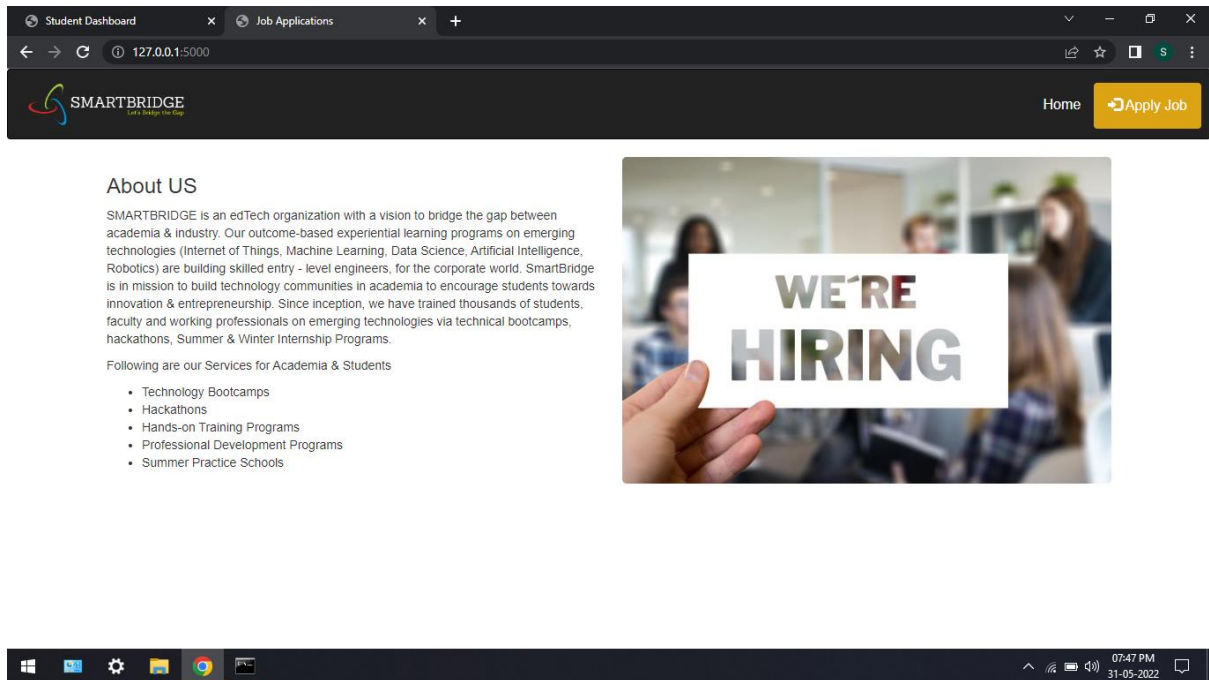 Student Dashboard
Job Applications
127.0.0.1:5000
SMARTBRIDGE
Let's Bridge the Gap
Home
Apply Job
About US
SMARTBRIDGE is an edTech organization with a vision to bridge the gap between
academia & industry. Our outcome-based experiential learning programs on emerging
technologies (Internet of Things, Machine Learning, Data Science, Artificial Intelligence,
Robotics) are building skilled entry - level engineers, for the corporate world. SmartBridge
is in mission to build technology communities in academia to encourage students towards
innovation & entrepreneurship. Since inception, we have trained thousands of students,
faculty and working professionals on emerging technologies via technical bootcamps,
hackathons, Summer & Winter Internship Programs.
Following are our Services for Academia & Students
• Technology Bootcamps
• Hackathons
• Hands-on Training Programs
• Professional Development Programs
• Summer Practice Schools
WE´RE
HIRING
S
07:47 PM
31-05-2022